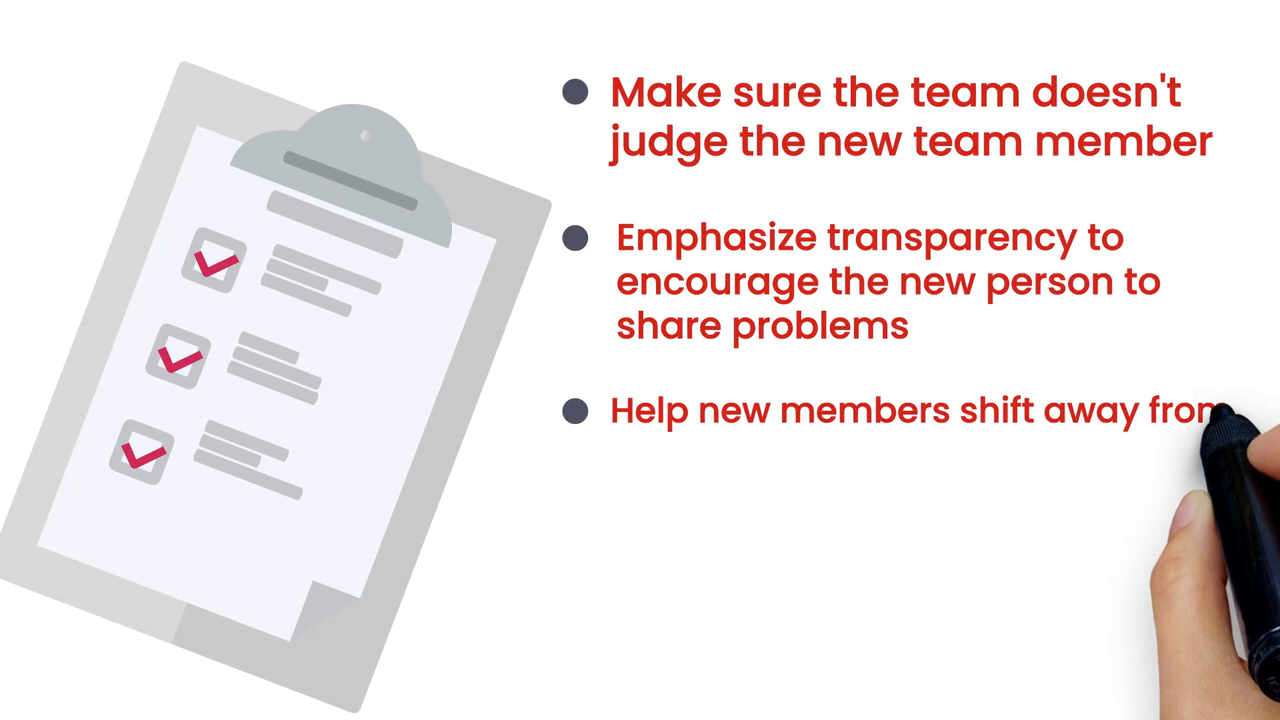 Make sure the team doesn't
judge the new team member
Emphasize transparency to
encourage the new person to
share problems
Help new members shift away from